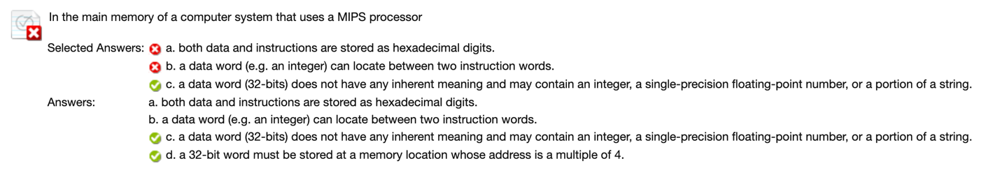 In the main memory of a computer system that uses a MIPS processor
Selected Answers: a. both data and instructions are stored as hexadecimal digits.
b. a data word (e.g. an integer) can locate between two instruction words.
c. a data word (32-bits) does not have any inherent meaning and may contain an integer, a single-precision floating-point number, or a portion of a string.
Answers: a. both data and instructions are stored as hexadecimal digits.
b. a data word (e.g. an integer) can locate between two instruction words.
c. a data word (32-bits) does not have any inherent meaning and may contain an integer, a single-precision floating-point number, or a portion of a string.
d. a 32-bit word must be stored at a memory location whose address is a multiple of 4.